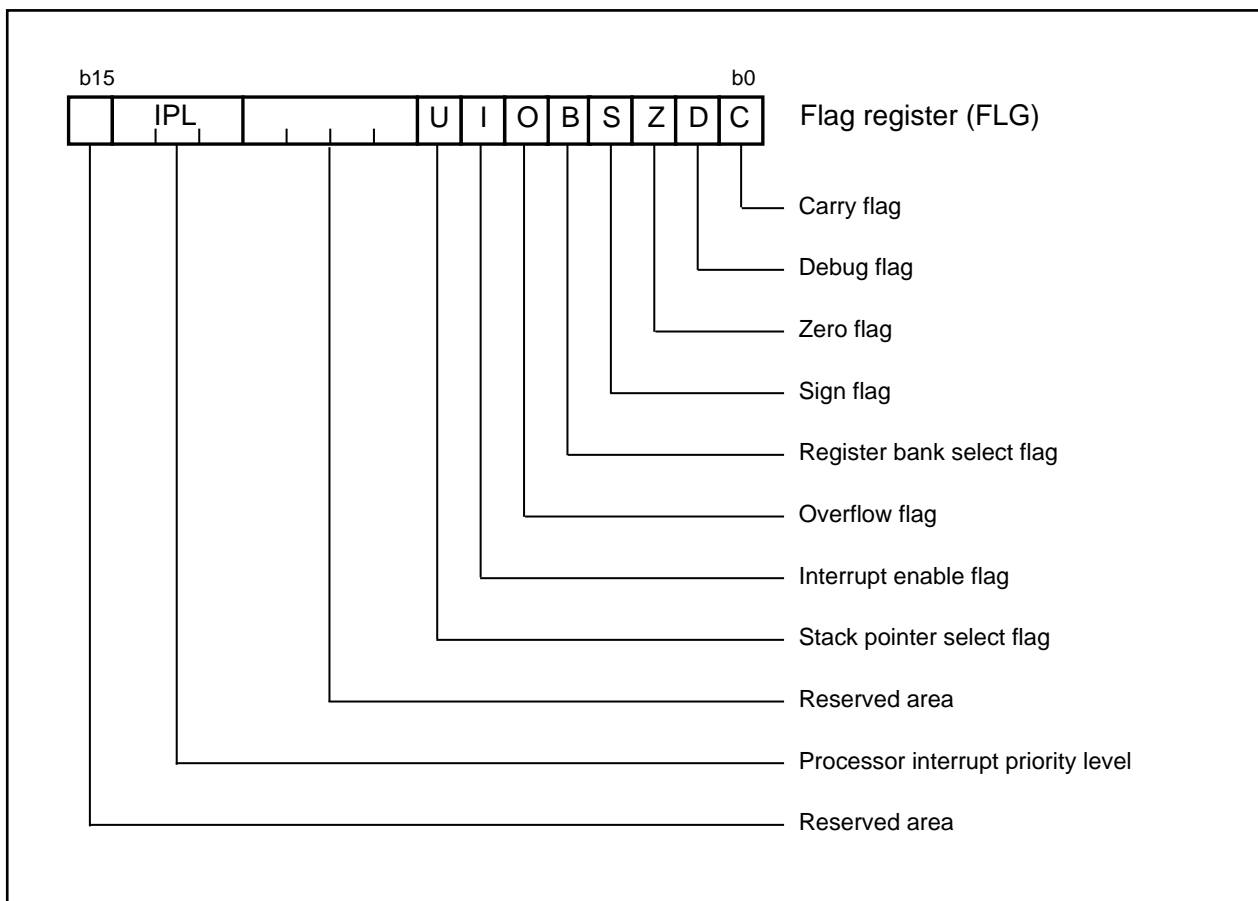 b15 b0
IPL U I O B S Z D C Flag register (FLG)
Carry flag
Debug flag
Zero flag
Sign flag
Register bank select flag
Overflow flag
Interrupt enable flag
Stack pointer select flag
Reserved area
Processor interrupt priority level
Reserved area